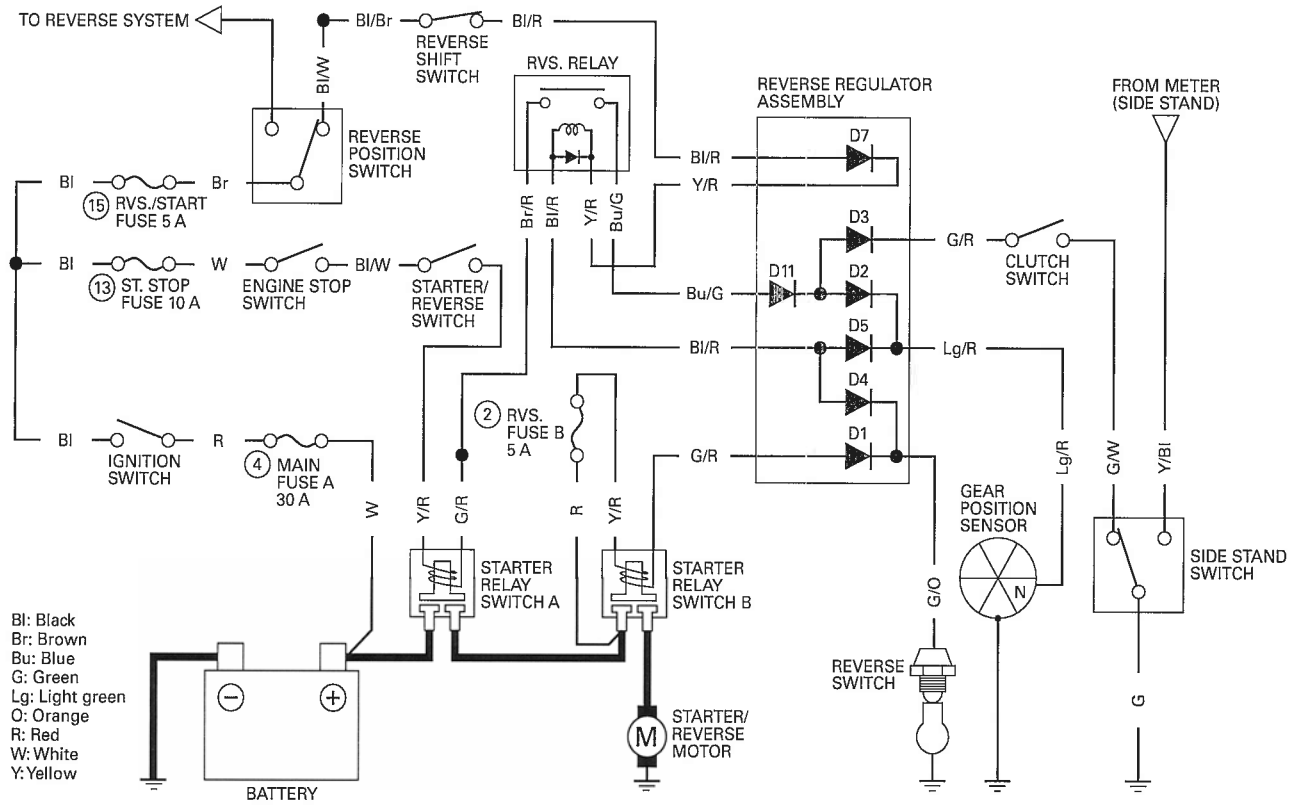 TO REVERSE SYSTEM
Bl/Br
Bl/R
REVERSE
SHIFT
SWITCH
Bl/W
RVS. RELAY
REVERSE REGULATOR
ASSEMBLY
FROM METER
(SIDE STAND)
REVERSE
POSITION
SWITCH
D7
Bl/R
Y/R
Bl
Br
15
RVS./START
FUSE 5 A
Br/R
Bl/R
Y/R
Bu/G
D3
G/R
CLUTCH
SWITCH
Bl
W
Bl/W
13
ST. STOP
FUSE 10 A
ENGINE STOP
SWITCH
STARTER/
REVERSE
SWITCH
D11
D2
Bu/G
D5
Bl/R
Lg/R
D4
2
RVS.
FUSE B
5 A
D1
G/R
Bl
R
IGNITION
SWITCH
4
MAIN
FUSE A
30 A
Lg/R
G/W
Y/Bl
W
Y/R
G/R
R
Y/R
GEAR
POSITION
SENSOR
N
STARTER
RELAY
SWITCH A
STARTER
RELAY
SWITCH B
G/O
SIDE STAND
SWITCH
Bl: Black
Br: Brown
Bu: Blue
G: Green
Lg: Light green
O: Orange
R: Red
W: White
Y: Yellow
−
+
BATTERY
M
STARTER/
REVERSE
MOTOR
REVERSE
SWITCH
G